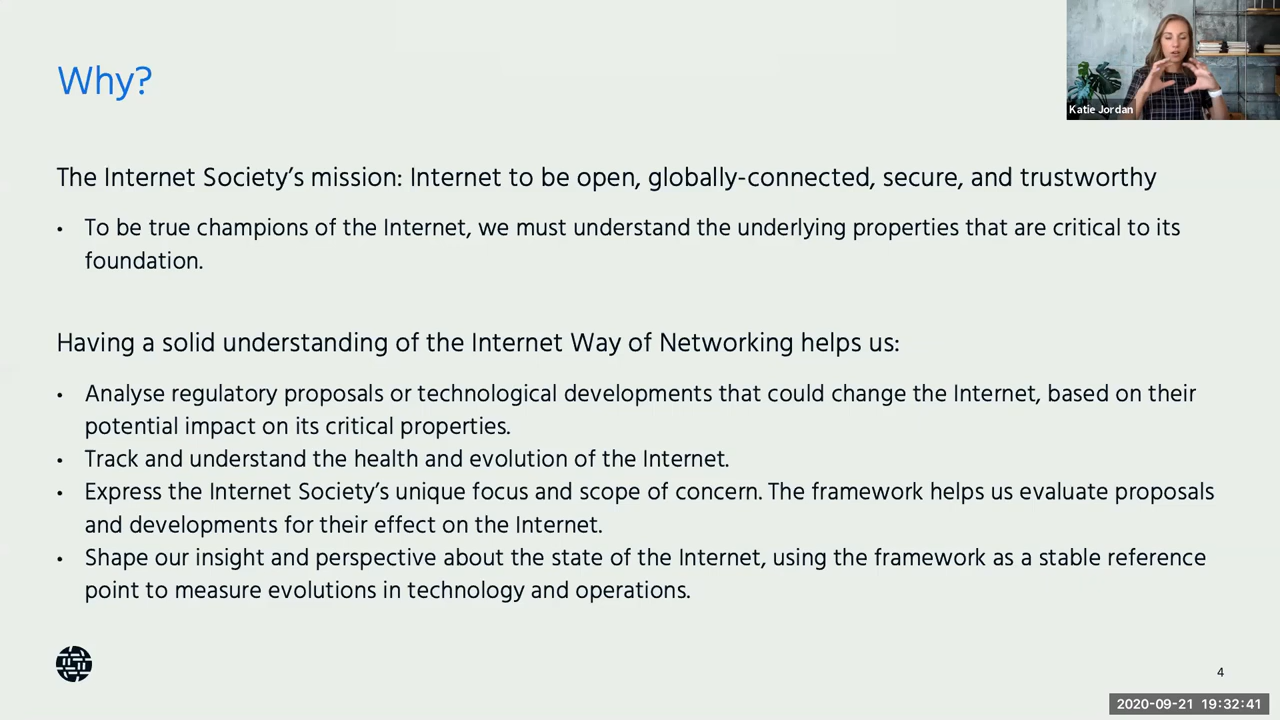 Why?
Katie Jordan
The Internet Society’s mission: Internet to be open, globally-connected, secure, and trustworthy
• To be true champions of the Internet, we must understand the underlying properties that are critical to its
foundation.
Having a solid understanding of the Internet Way of Networking helps us:
• Analyse regulatory proposals or technological developments that could change the Internet, based on their
potential impact on its critical properties.
• Track and understand the health and evolution of the Internet.
• Express the Internet Society’s unique focus and scope of concern. The framework helps us evaluate proposals
and developments for their effect on the Internet.
• Shape our insight and perspective about the state of the Internet, using the framework as a stable reference
point to measure evolutions in technology and operations.
4
2020-09-21 19:32:41